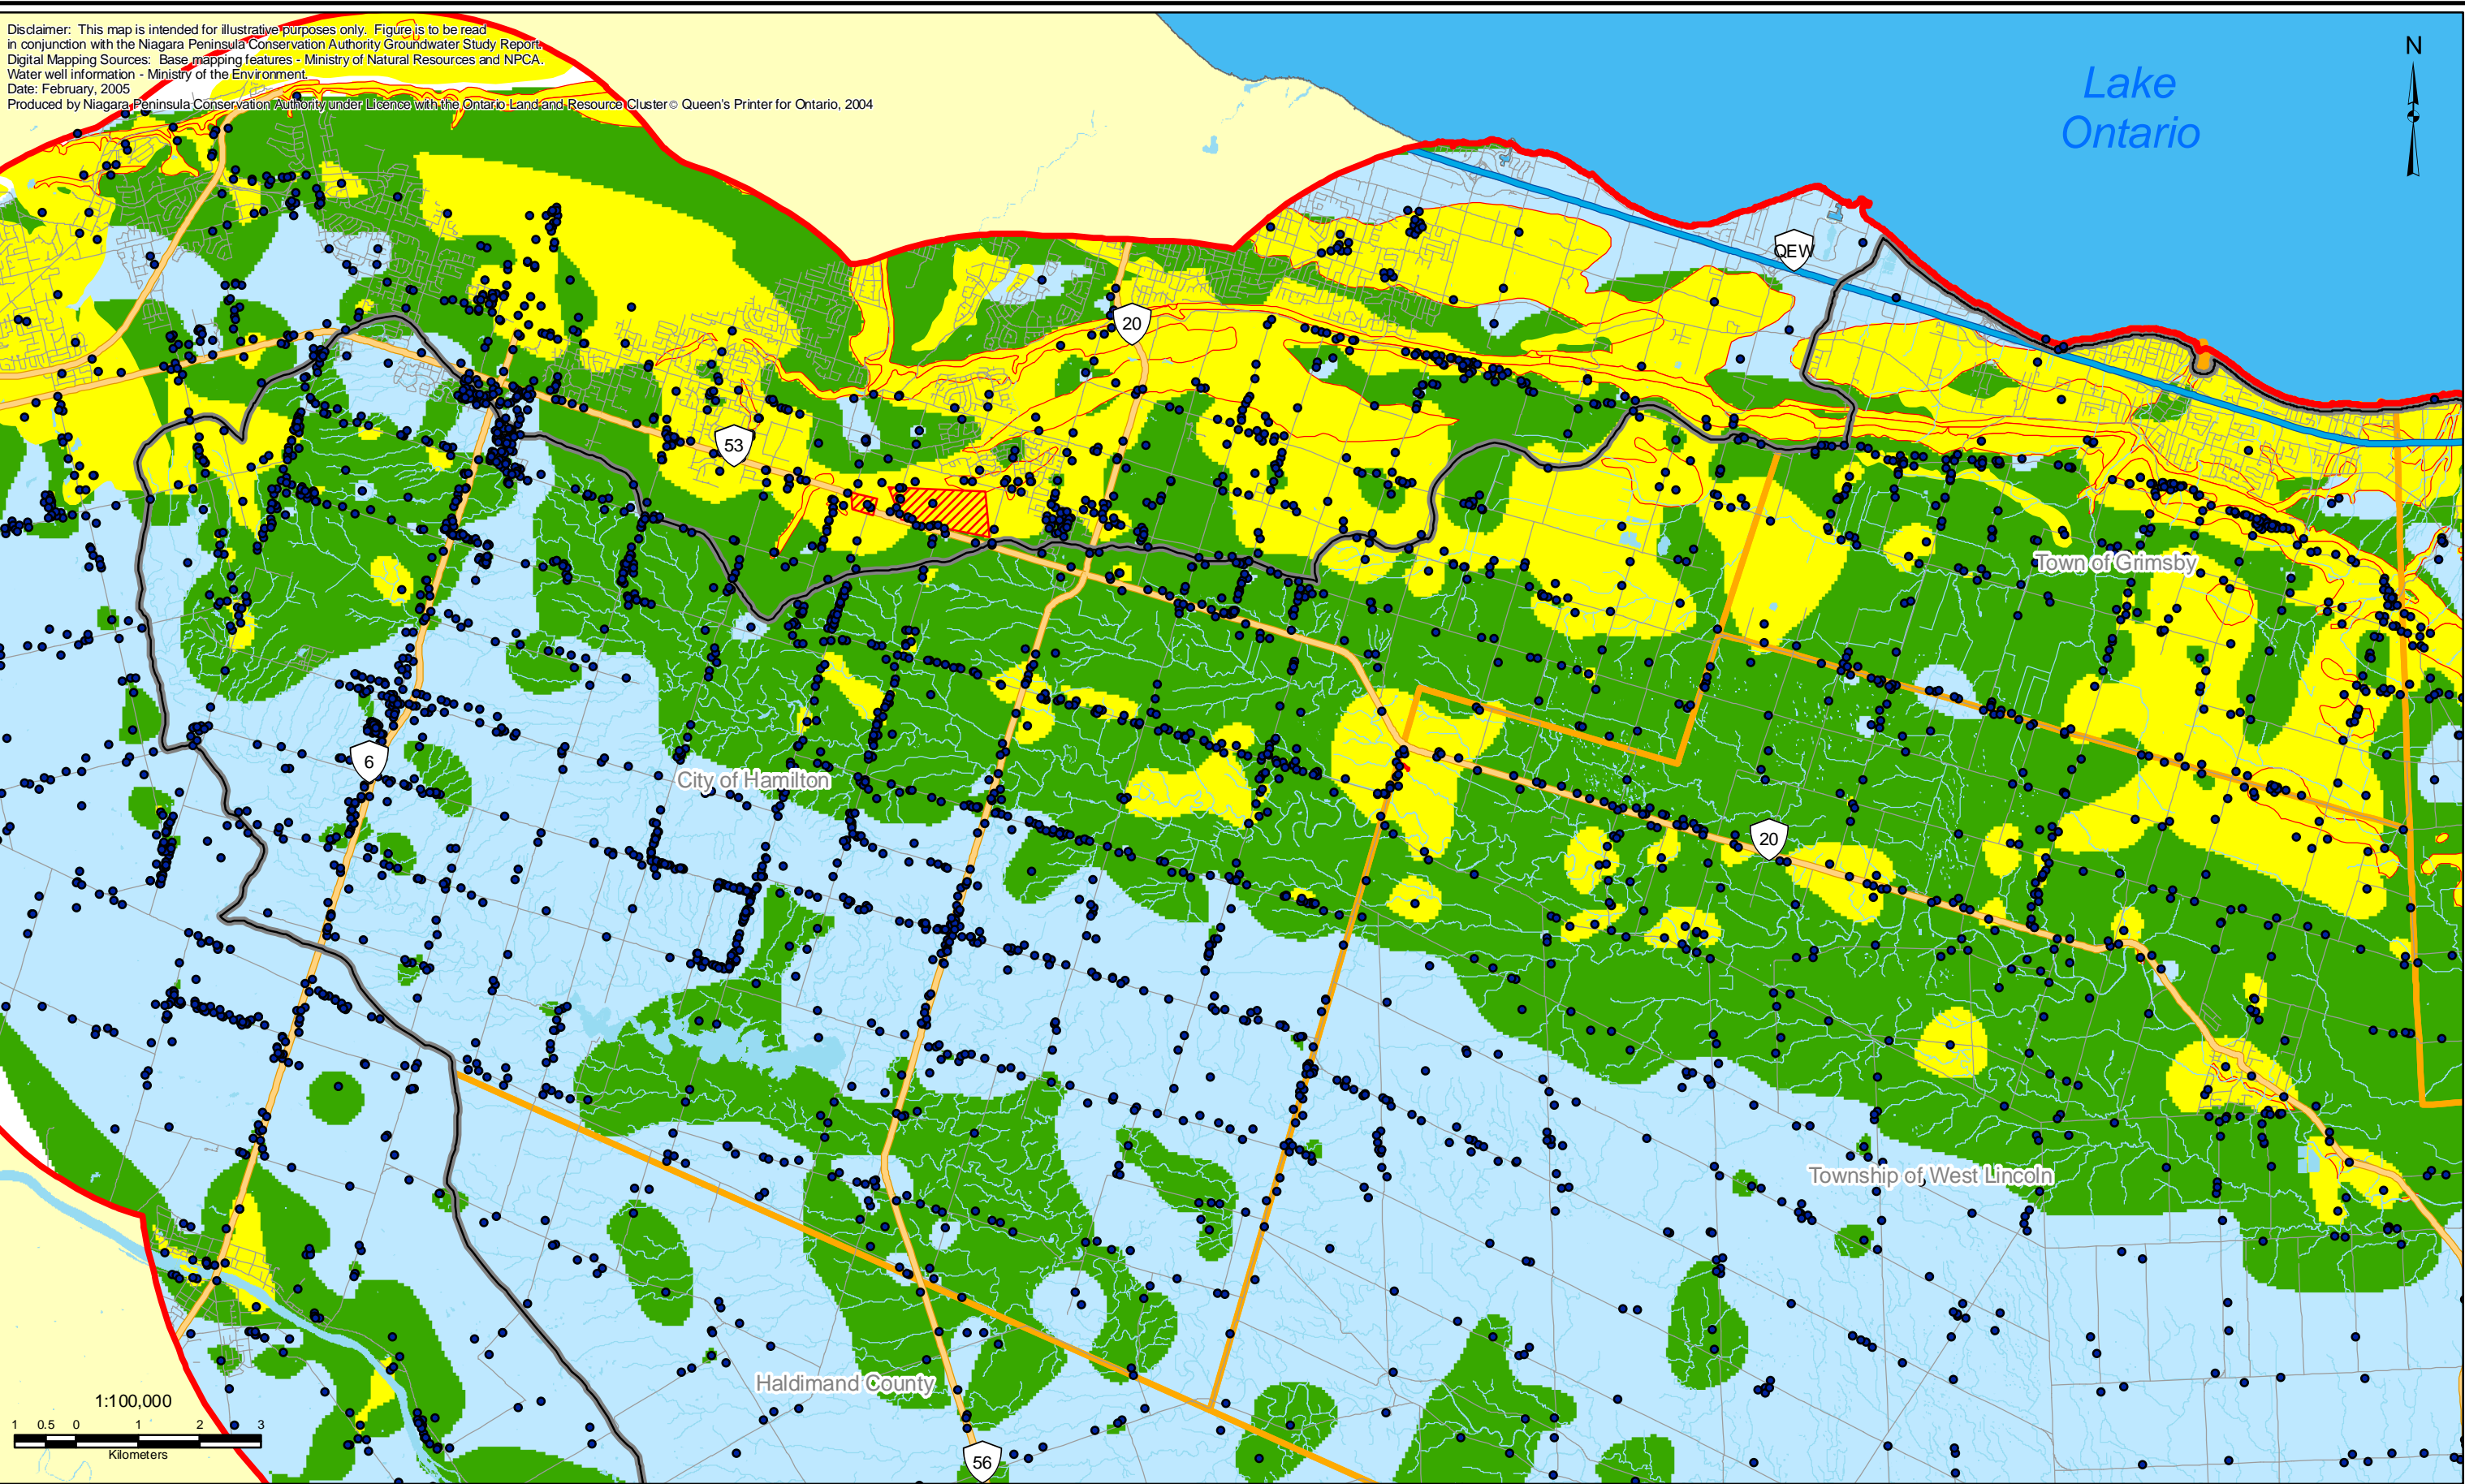 Disclaimer: This map is intended for illustrative purposes only. Figure is to be read
in conjunction with the Niagara Peninsula Conservation Authority Groundwater Study Report.
Digital Mapping Sources: Base mapping features - Ministry of Natural Resources and NPCA.
Water well information - Ministry of the Environment.
Date: February, 2005
Produced by Niagara Peninsula Conservation Authority under Licence with the Ontario Land and Resource Cluster © Queen's Printer for Ontario, 2004
N
Lake
Ontario
QEW
20
53
Town of Grimsby
6
City of Hamilton
20
Township of West Lincoln
Haldimand County
1:100,000
1 0.5 0 1 2 3
Kilometers
56